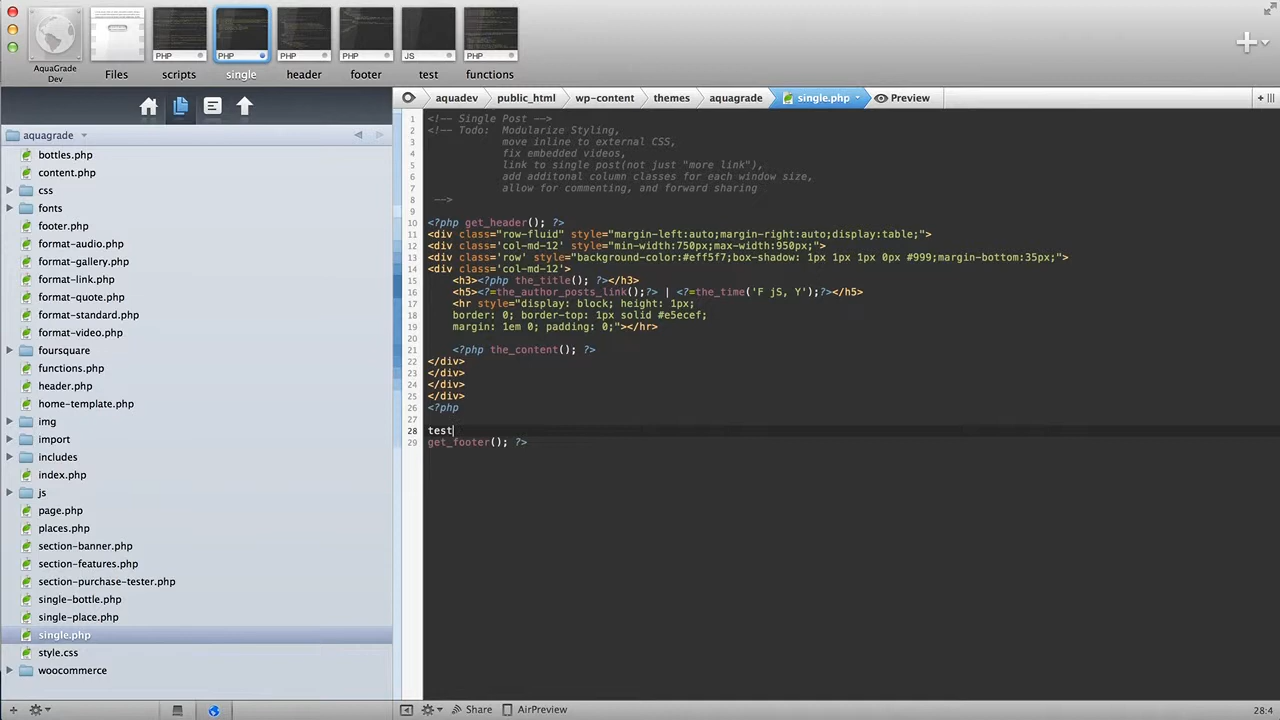 AquaCade
Dev
Files
PHP
scripts
PHP
single
PHP
header
PHP
footer
JS
test
PHP
functions
aquadev
public_html
wp-content
themes
aquagrade
single.php
Preview
aquagrade
bottles.php
content.php
css
fonts
footer.php
format-audio.php
format-gallery.php
format-link.php
format-quote.php
format-standard.php
format-video.php
foursquare
functions.php
header.php
home-template.php
img
import
includes
index.php
js
page.php
places.php
section-banner.php
section-features.php
section-purchase-tester.php
single-bottle.php
single-place.php
single.php
style.css
woocommerce
1 <!-- Single Post -->
2 <!-- Todo:  Modularize Styling,
3 move inline to external CSS,
4 fix embedded videos,
5 link to single post(not just "more link"),
6 add additonal column classes for each window size,
7 allow for commenting, and forward sharing
8 -->
9
10 <?php get_header(); ?>
11 <div class="row-fluid" style="margin-left:auto;margin-right:auto;display:table;">
12 <div class='col-md-12' style="min-width:750px;max-width:950px;">
13 <div class='row' style="background-color:#eff5f7;box-shadow: 1px 1px 1px 0px #999;margin-bottom:35px;">
14 <div class='col-md-12'>
15 <h3><?php the_title(); ?></h3>
16 <h5><?=the_author_posts_link();?> | <?=the_time('F jS, Y');?></h5>
17 <hr style="display: block; height: 1px;
18 border: 0; border-top: 1px solid #e5ecef;
19 margin: 1em 0; padding: 0;"></hr>
20
21 <?php the_content(); ?>
22 </div>
23 </div>
24 </div>
25 </div>
26 <?php
27
28 test
29 get_footer(); ?>
Share
AirPreview
28:4